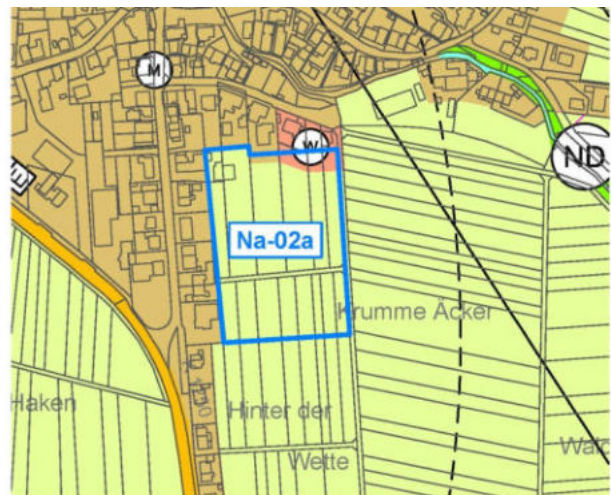 M
W
ND
Na-02a
Krumme Äcker
Haken
Hinter der
Wette